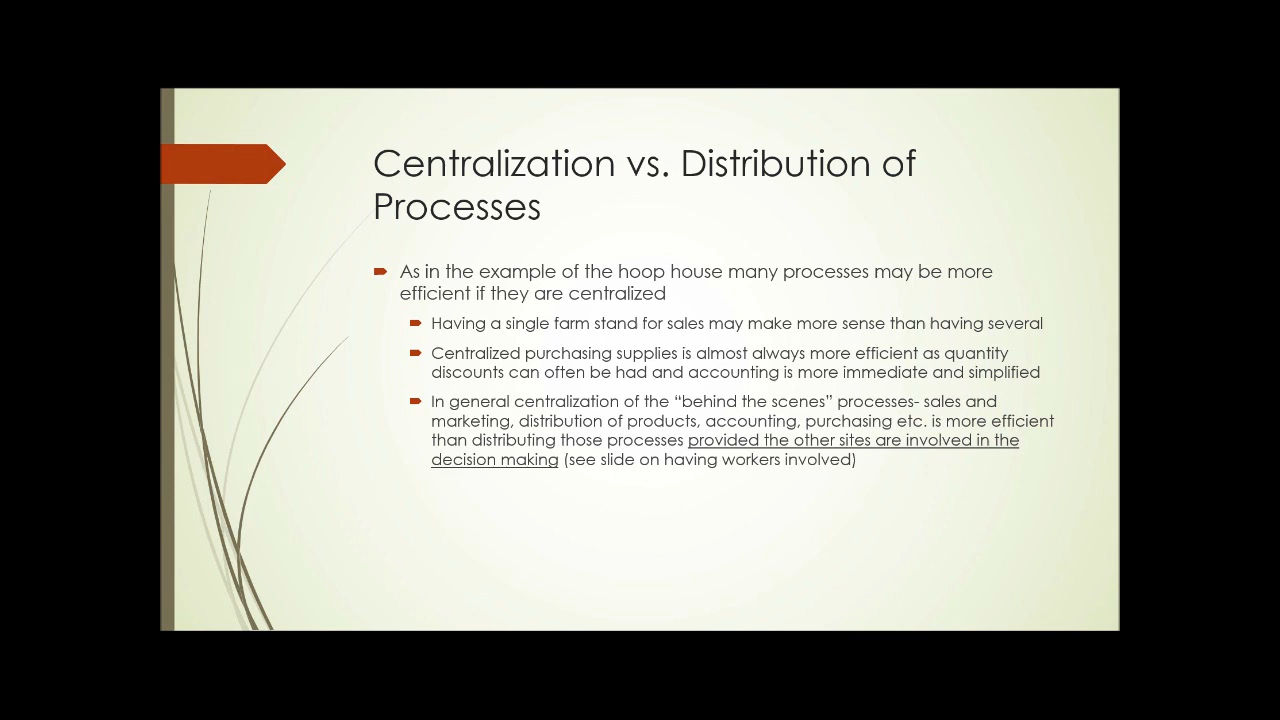 Centralization vs. Distribution of
Processes
As in the example of the hoop house many processes may be more
efficient if they are centralized
Having a single farm stand for sales may make more sense than having several
Centralized purchasing supplies is almost always more efficient as quantity
discounts can often be had and accounting is more immediate and simplified
In general centralization of the “behind the scenes” processes- sales and
marketing, distribution of products, accounting, purchasing etc. is more efficient
than distributing those processes provided the other sites are involved in the
decision making (see slide on having workers involved)